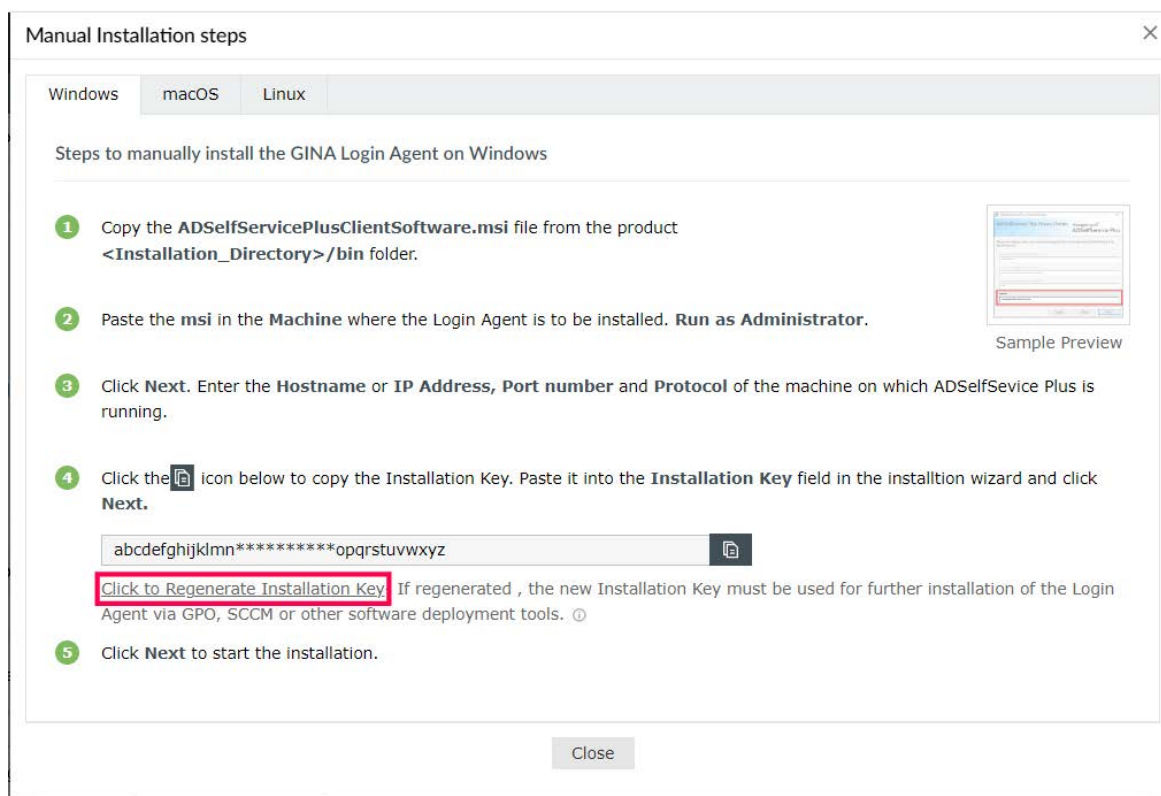 Manual Installation steps
Windows macOS Linux
Steps to manually install the GINA Login Agent on Windows
1 Copy the ADSelfServicePlusClientSoftware.msi file from the product
<Installation_Directory>/bin folder.
2 Paste the msi in the Machine where the Login Agent is to be installed. Run as Administrator.
Sample Preview
3 Click Next. Enter the Hostname or IP Address, Port number and Protocol of the machine on which ADSelfSevice Plus is
running.
4 Click the icon below to copy the Installation Key. Paste it into the Installation Key field in the installtion wizard and click
Next.
abcdefghijklmn**********opqrstuvwxyz
Click to Regenerate Installation Key If regenerated , the new Installation Key must be used for further installation of the Login
Agent via GPO, SCCM or other software deployment tools.
5 Click Next to start the installation.
Close